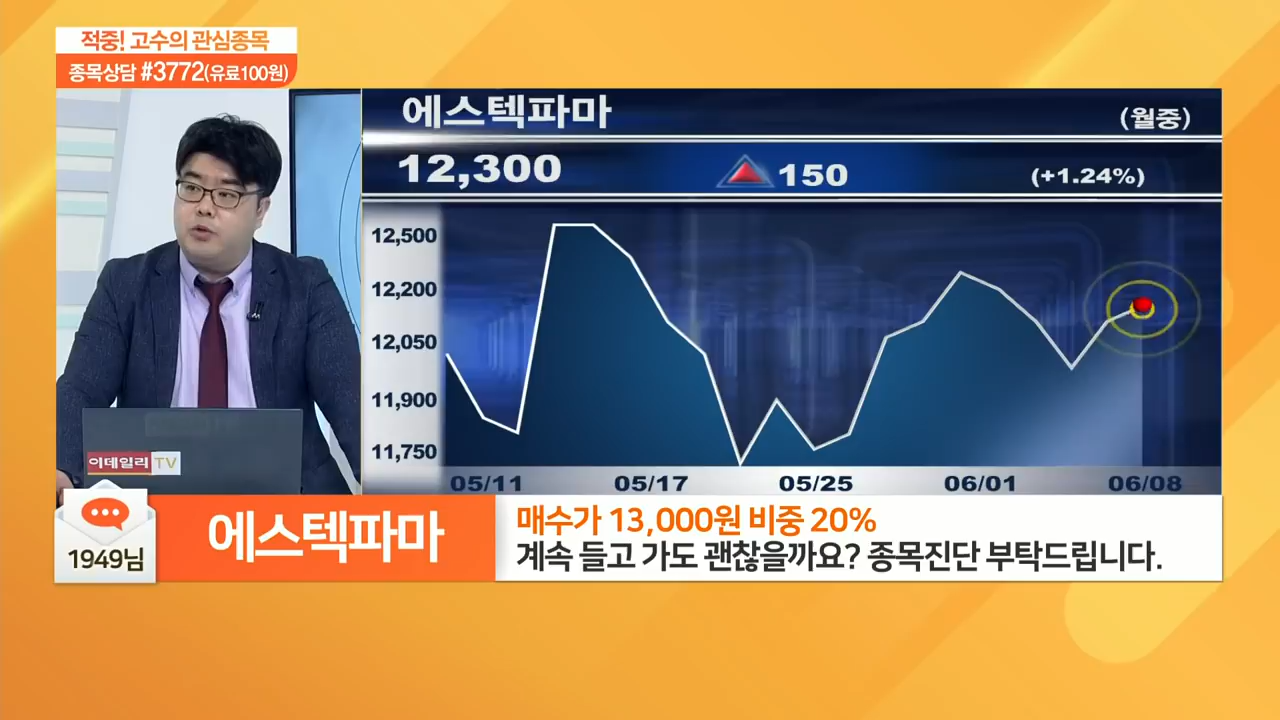 적중! 고수의 관심종목
종목상담 #3772(유료100원)
에스텍파마
(월중)
12,300
150
(+1.24%)
12,500
12,200
12,050
11,900
11,750
05/11
05/17
05/25
06/01
06/08
이데일리TV
1949님
에스텍파마
매수가 13,000원 비중 20%
계속 들고 가도 괜찮을까요? 종목진단 부탁드립니다.